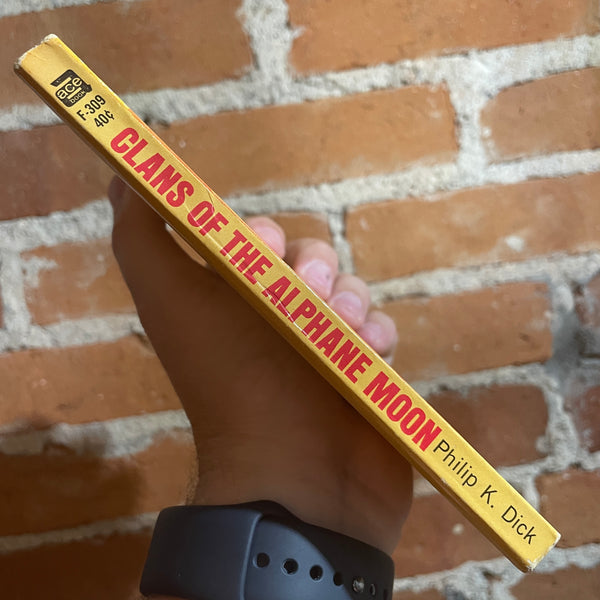 ace
BOOKS
F-309
40¢
CLANS OF THE ALPHANE MOON
Philip K. Dick